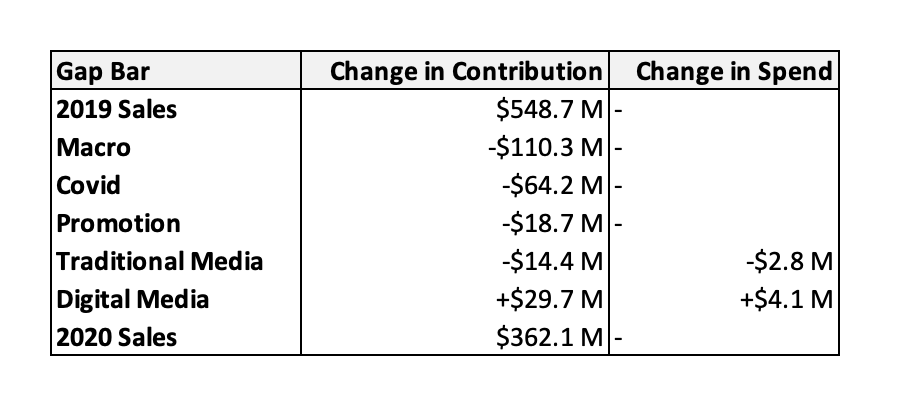 Gap Bar Change in Contribution Change in Spend
2019 Sales $548.7 M -
Macro -$110.3 M -
Covid -$64.2 M -
Promotion -$18.7 M -
Traditional Media -$14.4 M -$2.8 M
Digital Media +$29.7 M +$4.1 M
2020 Sales $362.1 M -